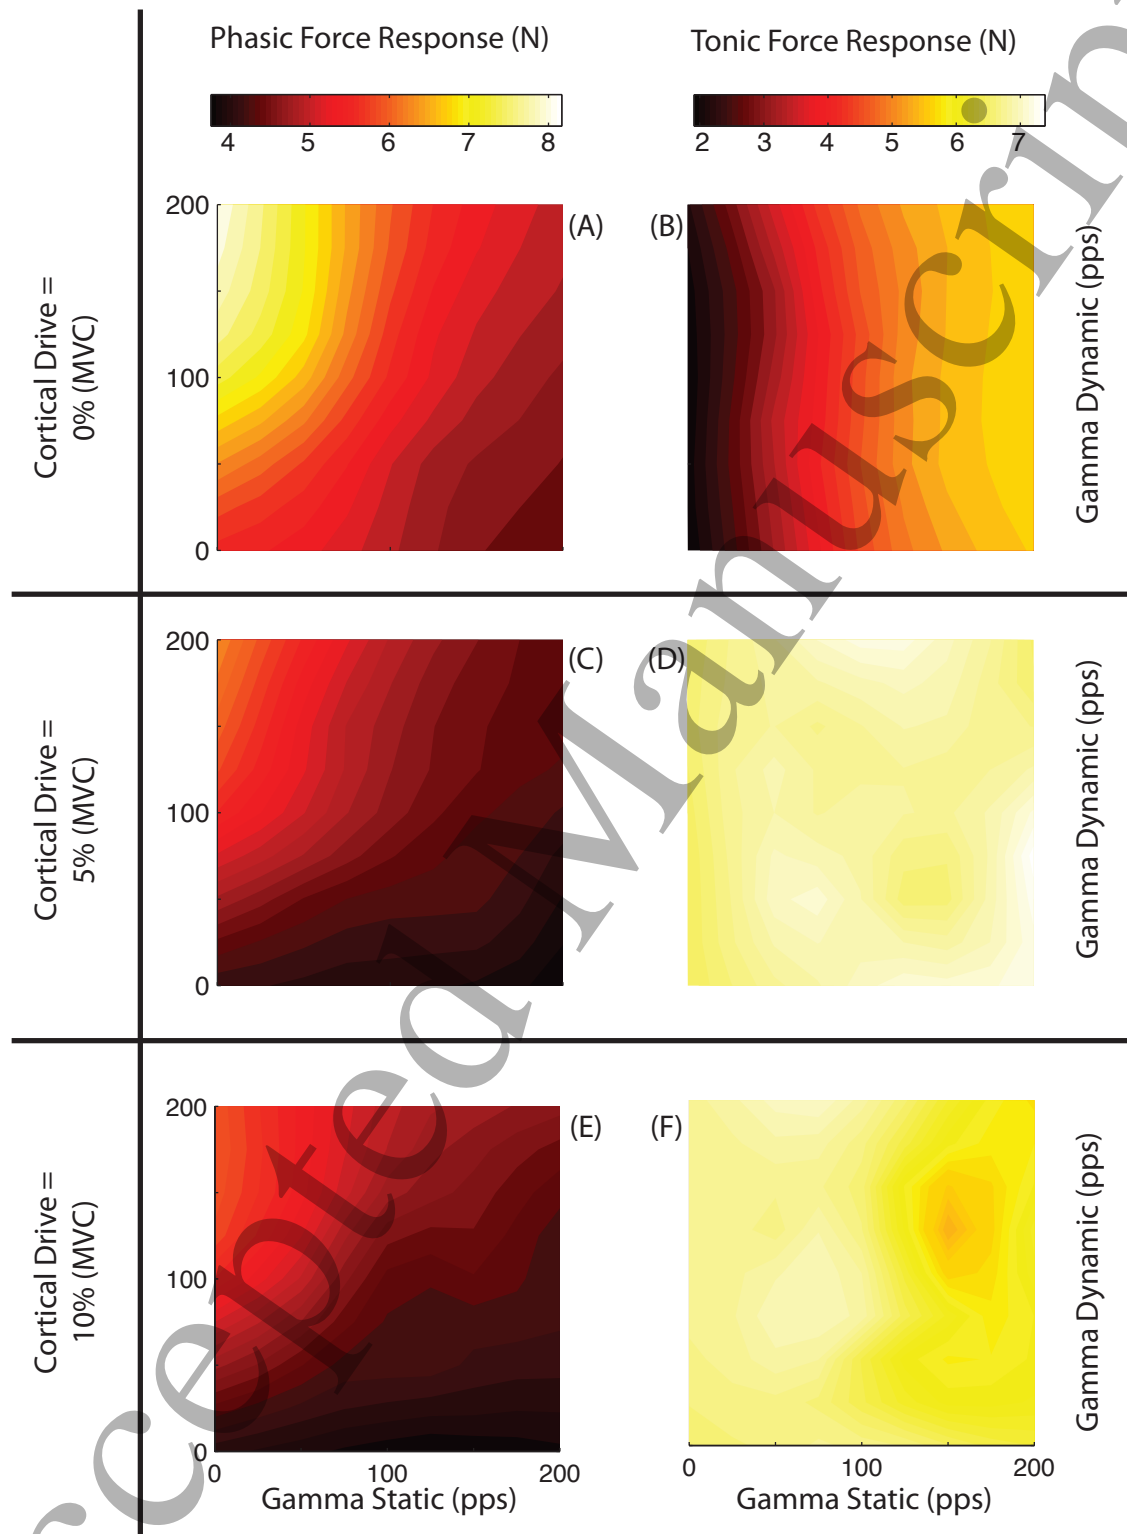 Phasic Force Response (N)
Tonic Force Response (N)
4 5 6 7 8
2 3 4 5 6 7
Cortical Drive =
0% (MVC)
200
100
0
(A)
(B)
Gamma Dynamic (pps)
Cortical Drive =
5% (MVC)
200
100
0
(C)
(D)
Gamma Dynamic (pps)
Cortical Drive =
10% (MVC)
200
100
0
(E)
(F)
Gamma Dynamic (pps)
0 100 200
0 100 200
Gamma Static (pps)
Gamma Static (pps)
cepted Manuscri